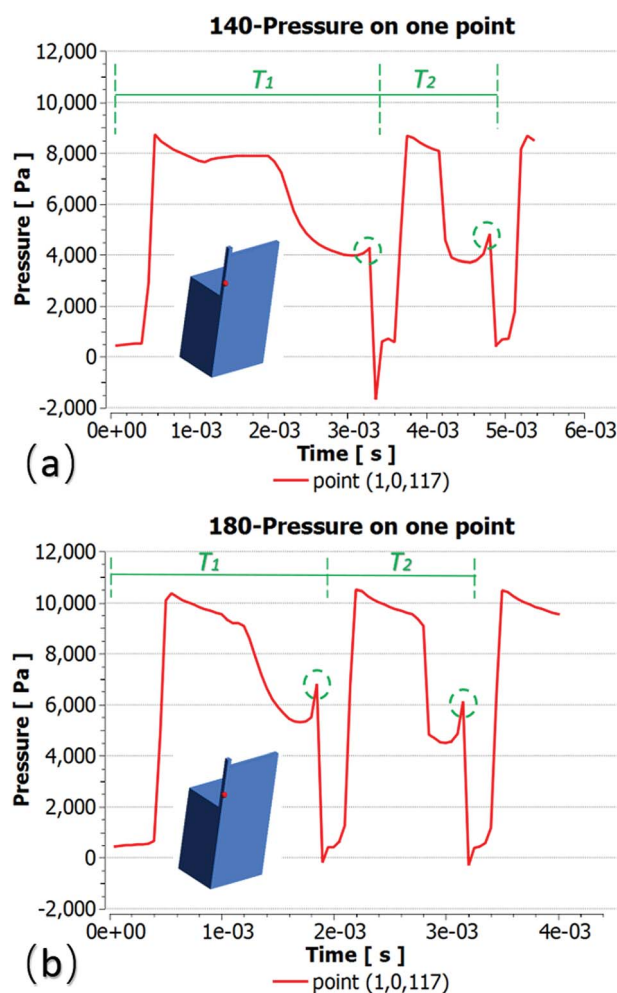 140-Pressure on one point
12,000
10,000
8,000
6,000
4,000
2,000
0
-2,000
Pressure [ Pa ]
T1
T2
0e+00 1e-03 2e-03 3e-03 4e-03 5e-03 6e-03
Time [ s ]
point (1,0,117)
(a)
180-Pressure on one point
12,000
10,000
8,000
6,000
4,000
2,000
0
-2,000
Pressure [ Pa ]
T1
T2
0e+00 1e-03 2e-03 3e-03 4e-03
Time [ s ]
point (1,0,117)
(b)